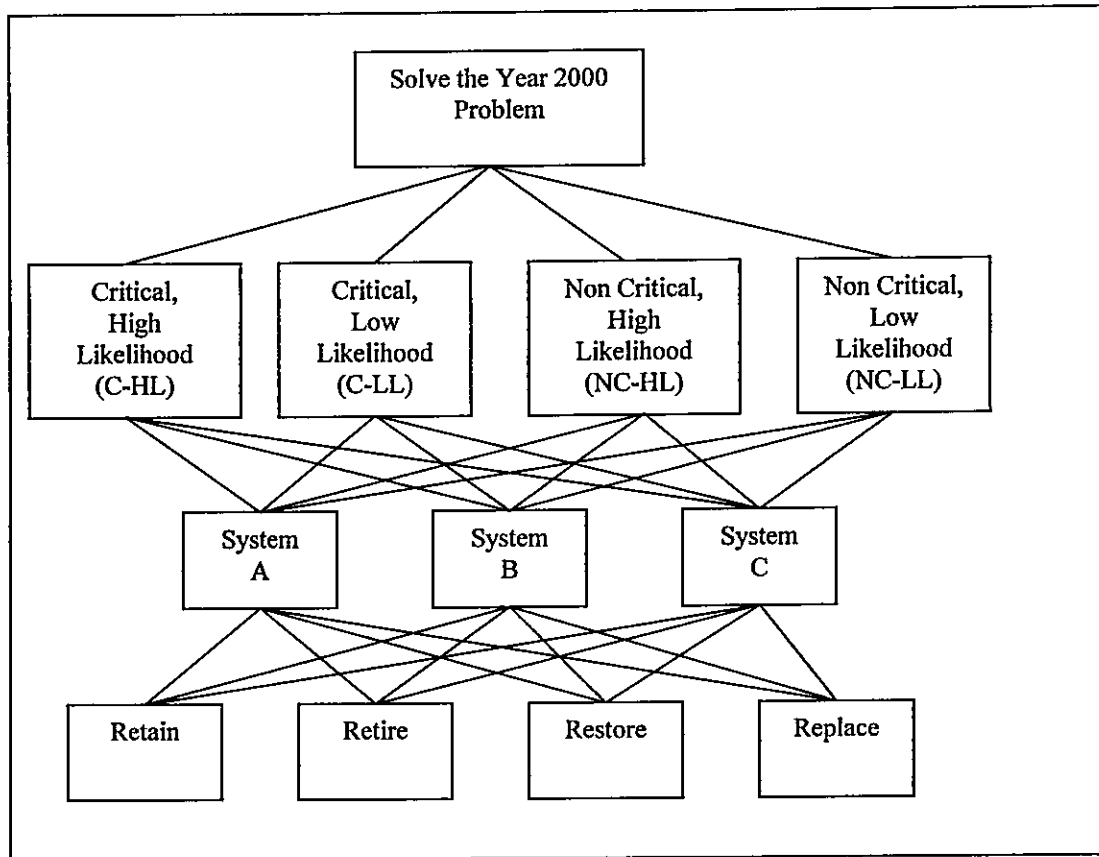 Solve the Year 2000
Problem
Critical,
High
Likelihood
(C-HL)
Critical,
Low
Likelihood
(C-LL)
Non Critical,
High
Likelihood
(NC-HL)
Non Critical,
Low
Likelihood
(NC-LL)
System
A
System
B
System
C
Retain
Retire
Restore
Replace